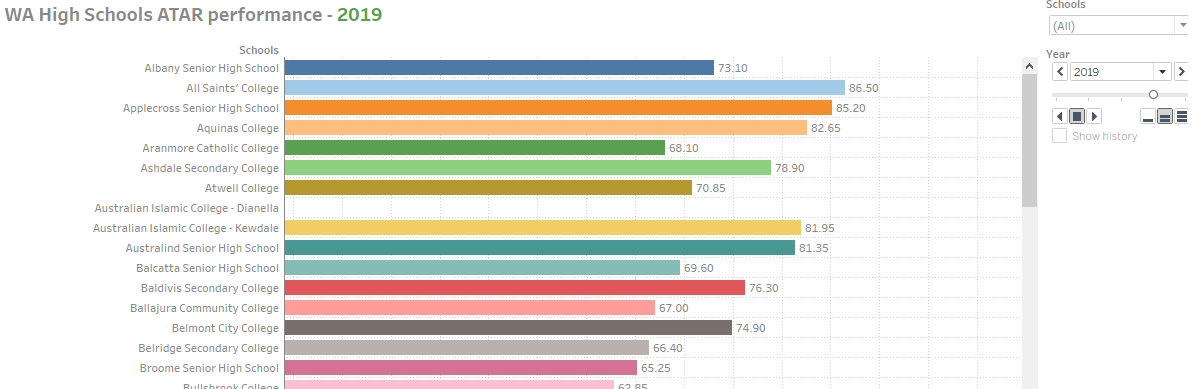 WA High Schools ATAR performance - 2019
Schools
(All)
Year
2019
Show history
Schools
Albany Senior High School 73.10
All Saints' College 86.50
Applecross Senior High School 85.20
Aquinas College 82.65
Aranmore Catholic College 68.10
Ashdale Secondary College 78.90
Atwell College 70.85
Australian Islamic College - Dianella
Australian Islamic College - Kewdale 81.95
Australind Senior High School 81.35
Balcatta Senior High School 69.60
Baldivis Secondary College 76.30
Ballajura Community College 67.00
Belmont City College 74.90
Belridge Secondary College 66.40
Broome Senior High School 65.25
Bullsbrook College 62.85